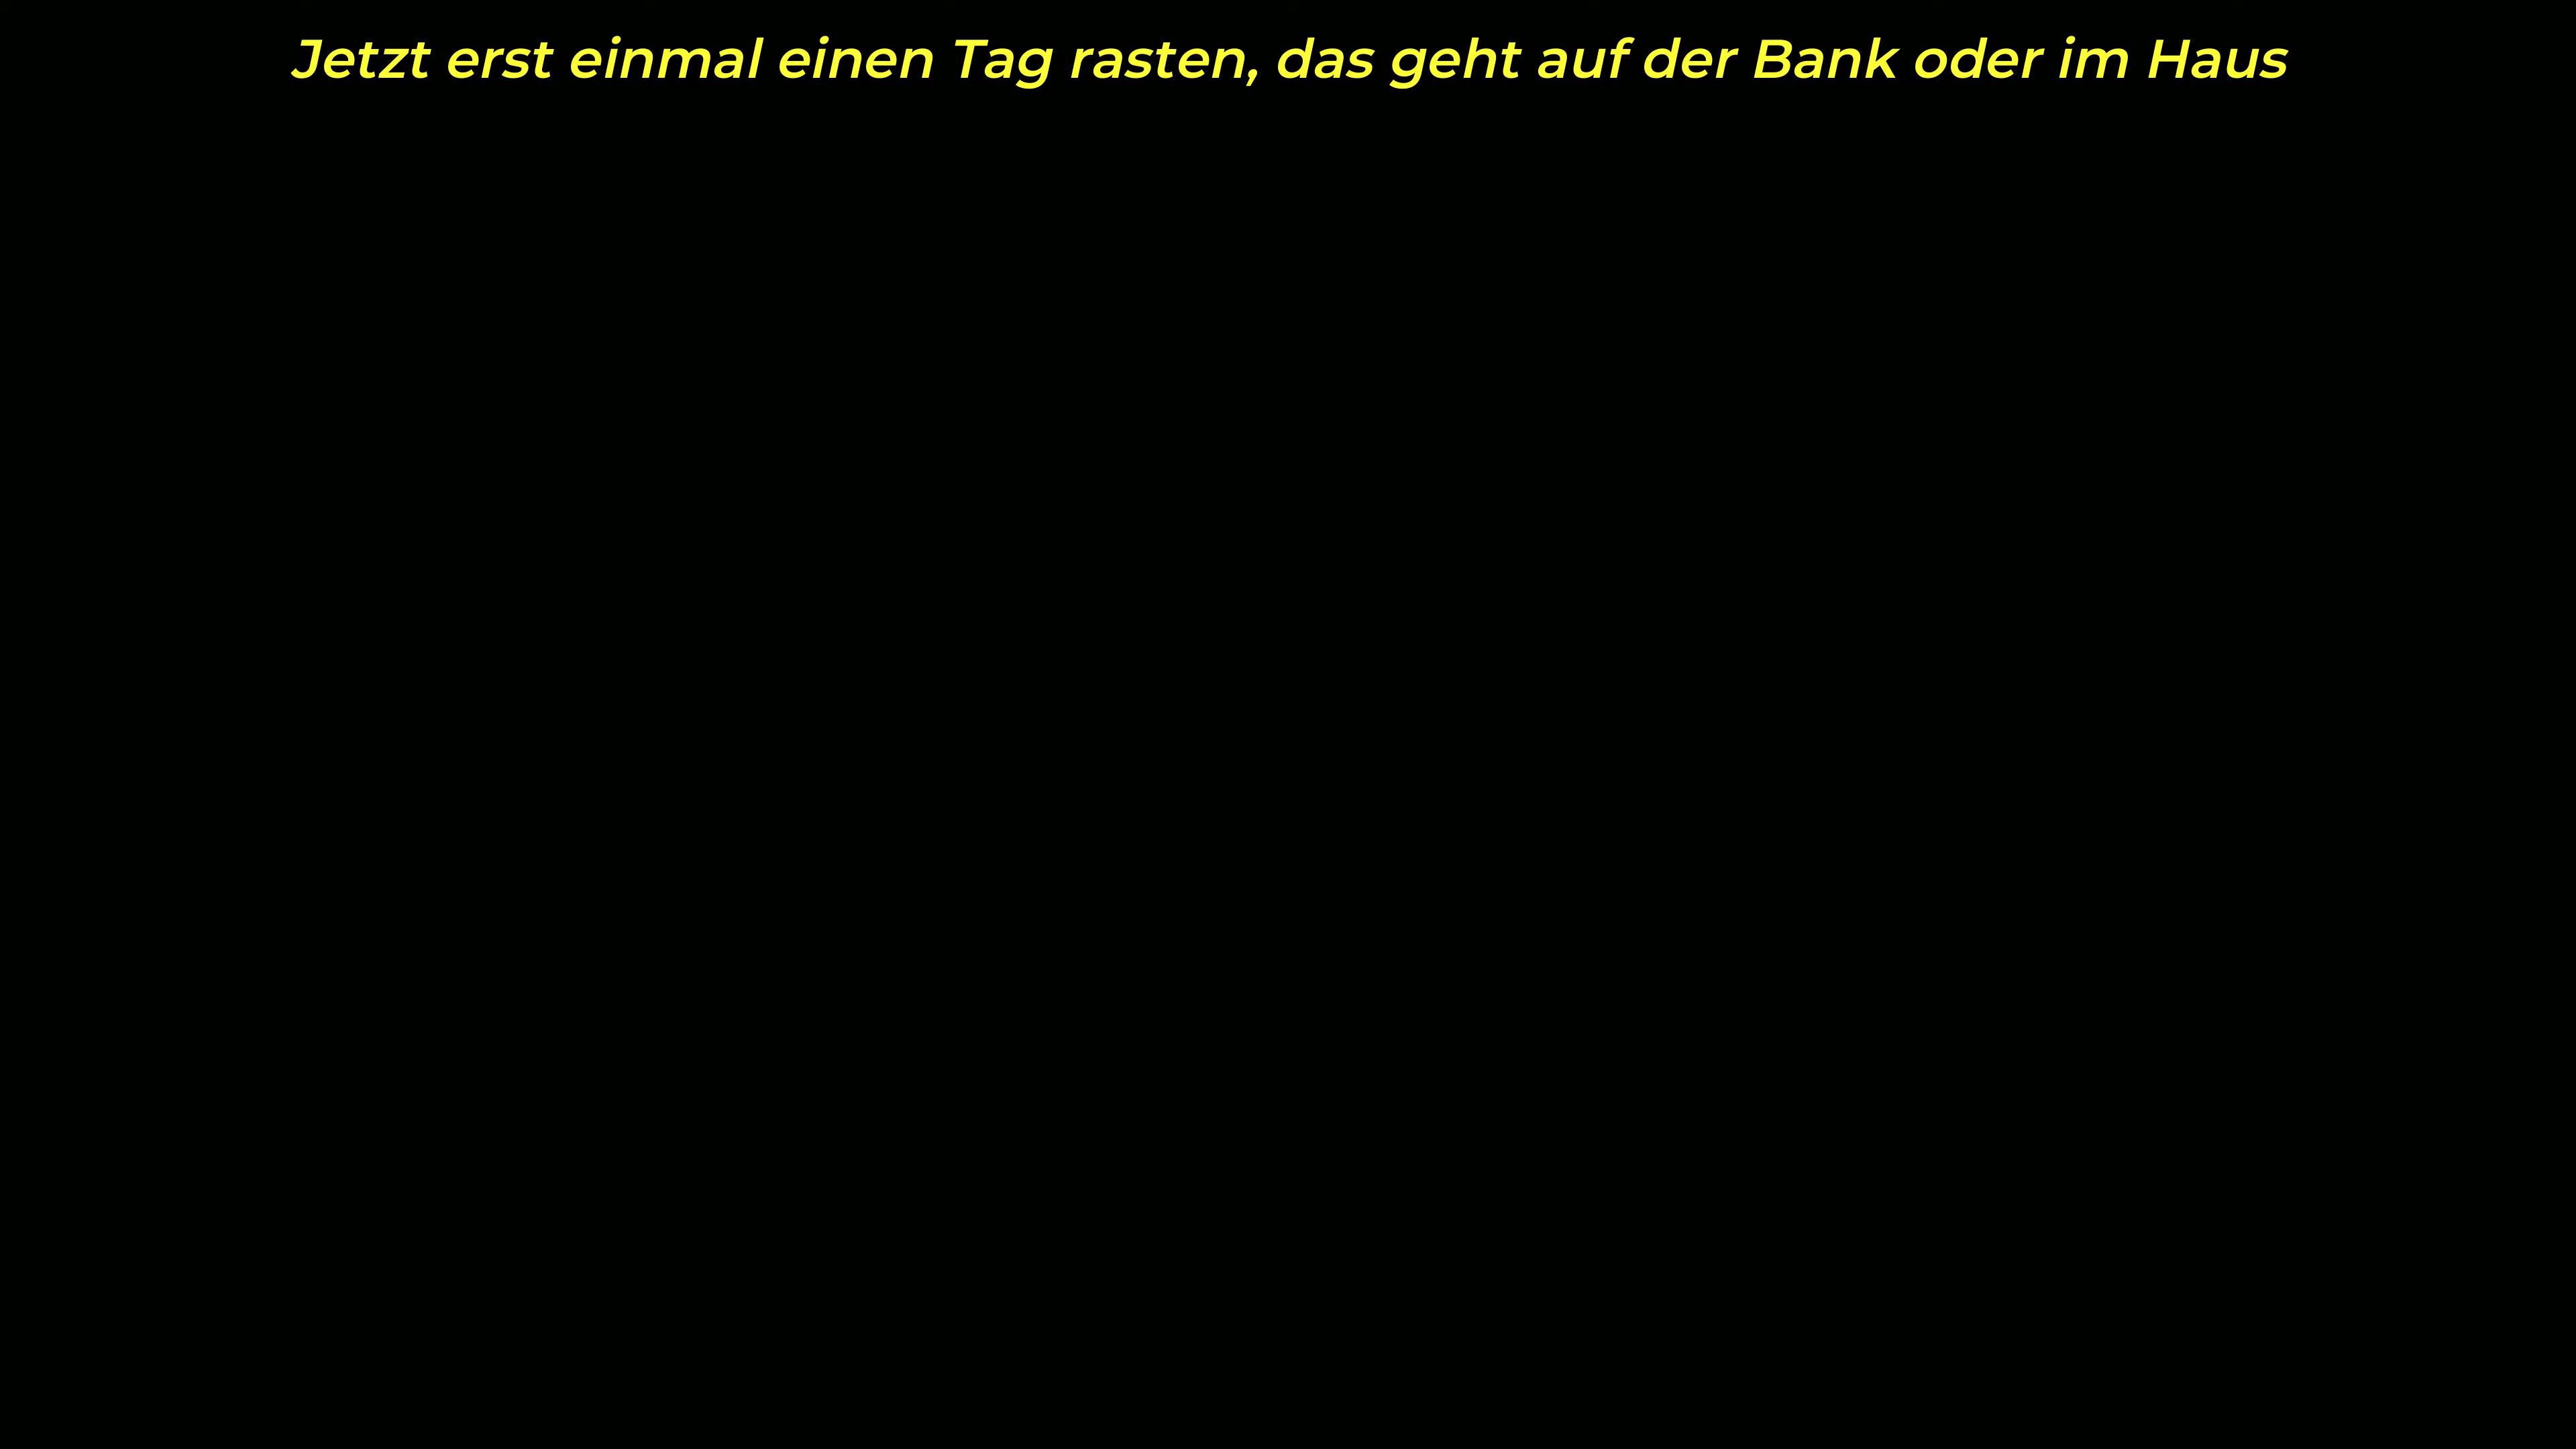 Jetzt erst einmal einen Tag rasten, das geht auf der Bank oder im Haus